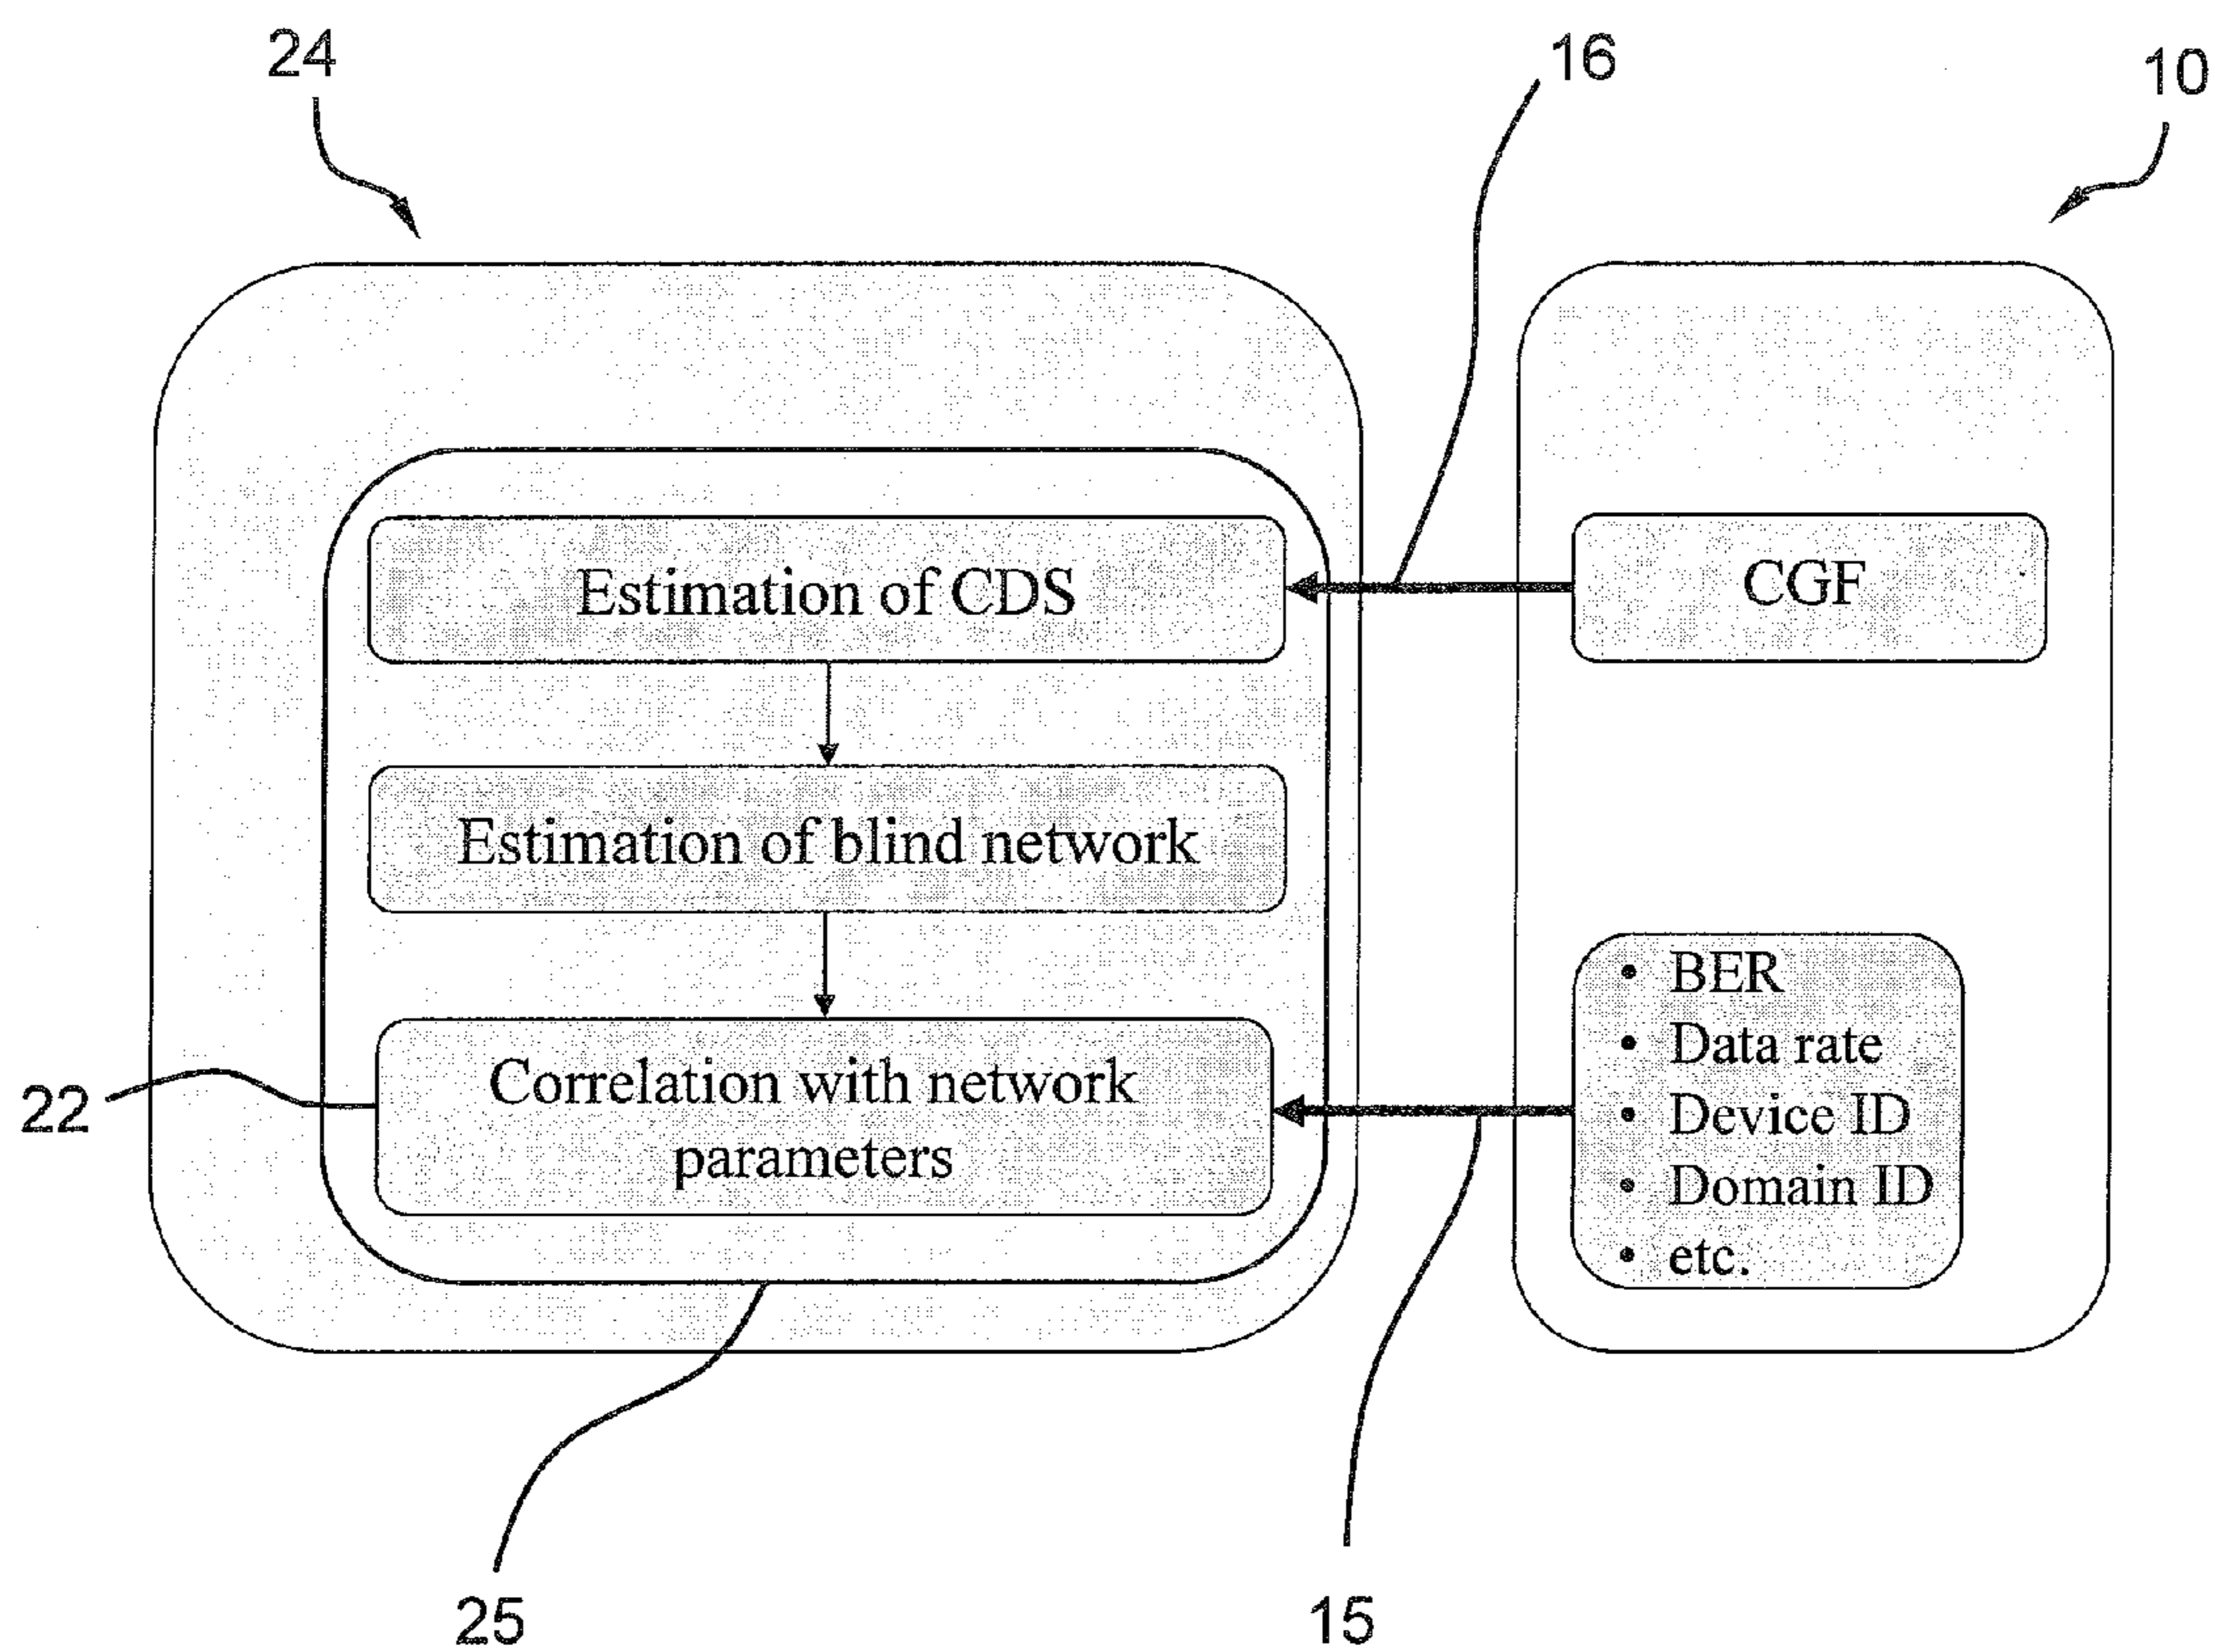 24
16
10
Estimation of CDS
CGF
Estimation of blind network
Correlation with network
parameters
• BER
• Data rate
• Device ID
• Domain ID
• etc.
22
25
15